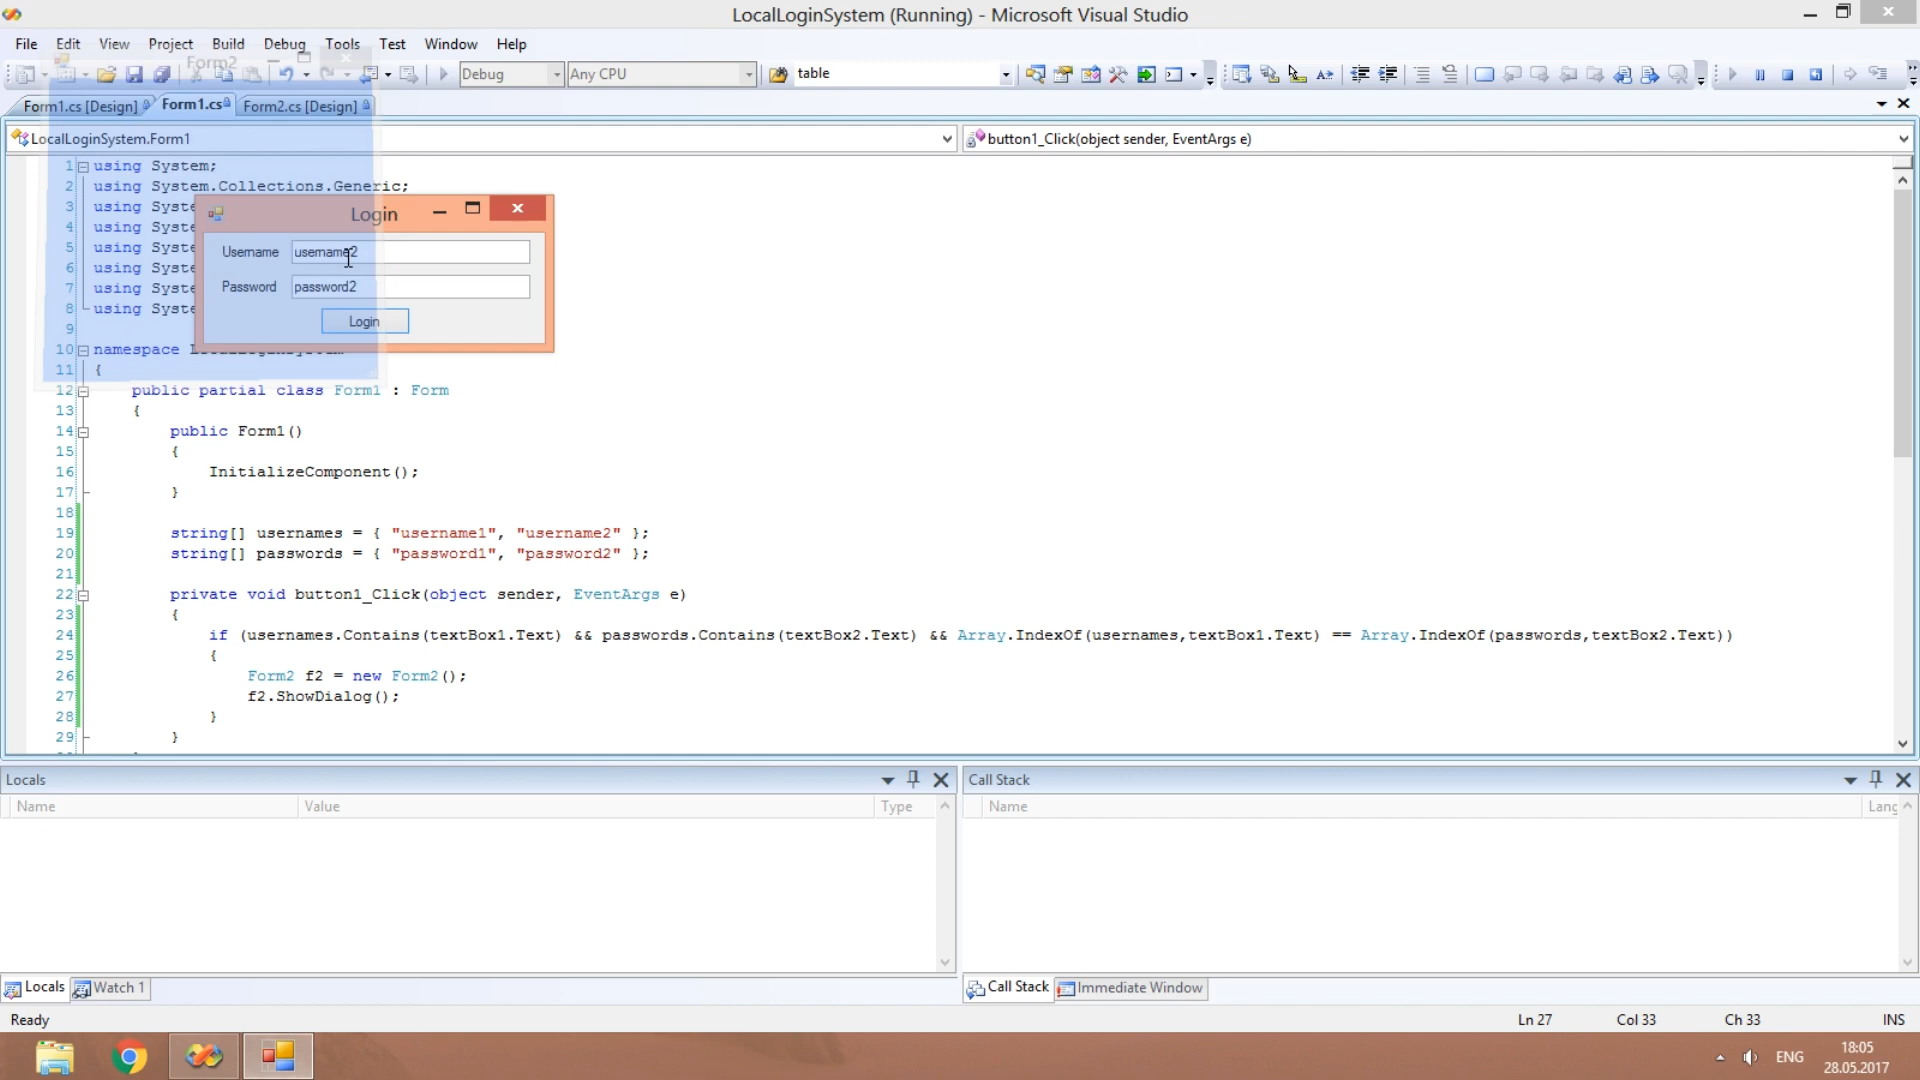 LocalLoginSystem (Running) - Microsoft Visual Studio
File Edit View Project Build Debug Tools Test Window Help
Form2
Debug Any CPU table
Form1.cs [Design] Form1.cs Form2.cs [Design]
LocalLoginSystem.Form1 button1_Click(object sender, EventArgs e)
1 using System;
2 using System.Collections.Generic;
3 using Syste
4 using Syste
5 using Syste
6 using Syste
7 using Syste
8 using Syste
9
10 namespace LocalLoginSystem
11 {
12 public partial class Form1 : Form
13 {
14 public Form1()
15 {
16 InitializeComponent();
17 }
18
19 string[] usernames = { "username1", "username2" };
20 string[] passwords = { "password1", "password2" };
21
22 private void button1_Click(object sender, EventArgs e)
23 {
24 if (usernames.Contains(textBox1.Text) && passwords.Contains(textBox2.Text) && Array.IndexOf(usernames,textBox1.Text) == Array.IndexOf(passwords,textBox2.Text))
25 {
26 Form2 f2 = new Form2();
27 f2.ShowDialog();
28 }
29 }
Login
Username username2
Password password2
Login
Locals
Name Value Type
Call Stack
Name Lang
Locals Watch 1
Call Stack Immediate Window
Ready Ln 27 Col 33 Ch 33 INS
ENG 18:05
28.05.2017